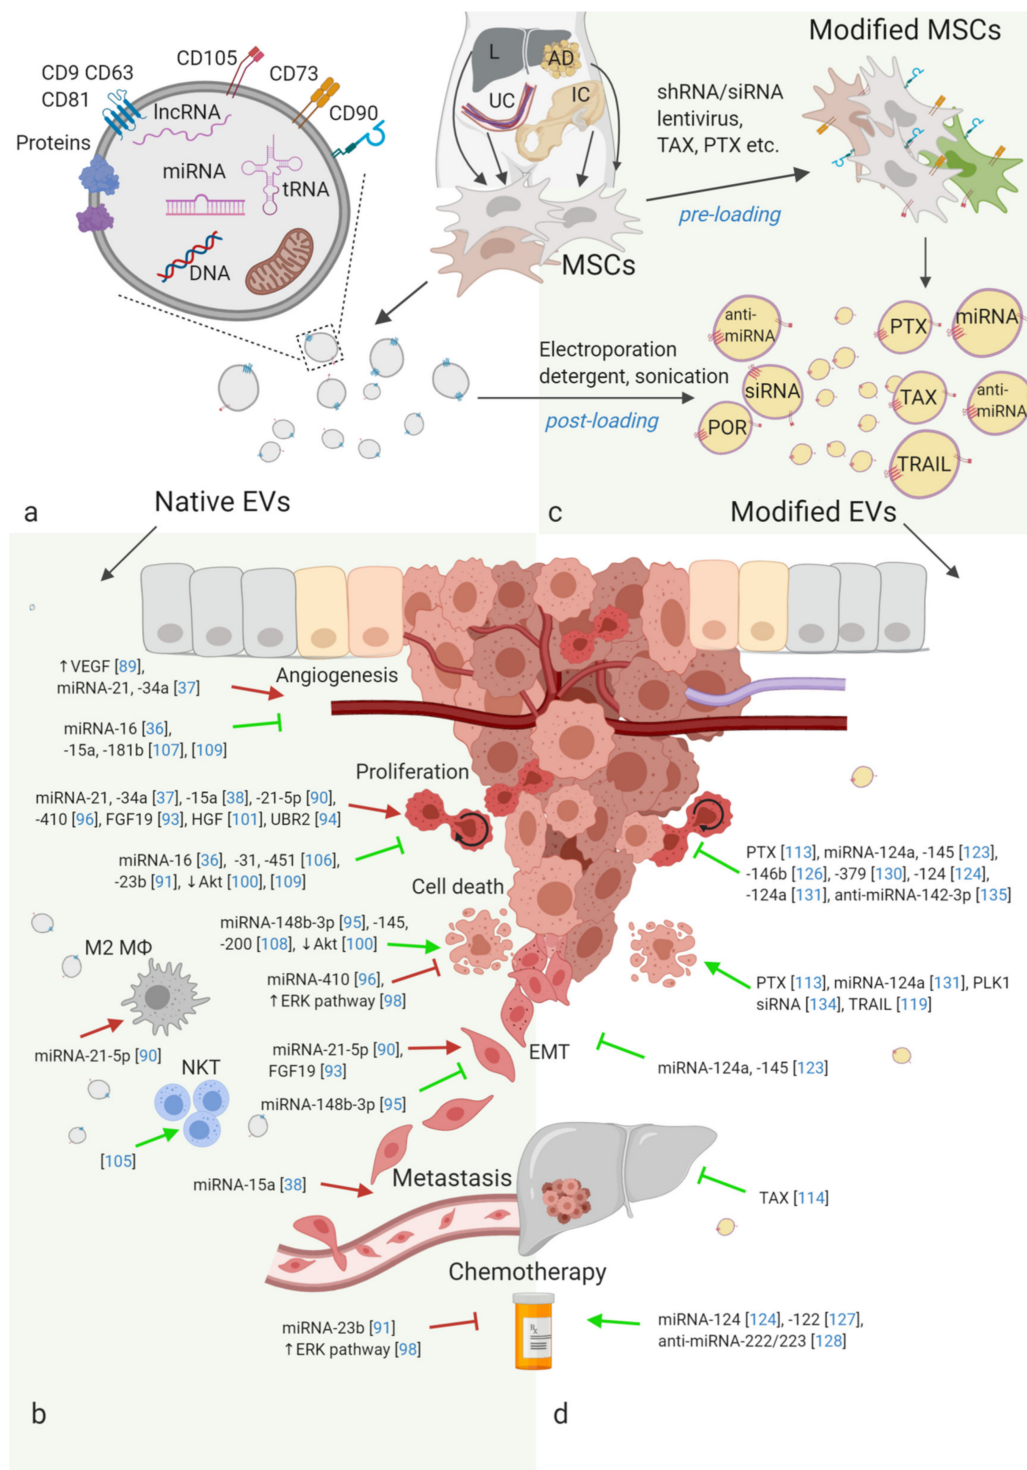 CD9 CD63
CD81
CD105
CD73
CD90
Proteins
lncRNA
miRNA
tRNA
DNA
L
AD
UC
IC
MSCs
shRNA/siRNA
lentivirus,
TAX, PTX etc.
pre-loading
Modified MSCs
Electroporation
detergent, sonication
post-loading
anti-
miRNA
siRNA
POR
PTX
miRNA
TAX
anti-
miRNA
TRAIL
a
Native EVs
c
Modified EVs
Angiogenesis
↑VEGF [89],
miRNA-21, -34a [37]
miRNA-16 [36],
-15a, -181b [107], [109]
Proliferation
miRNA-21, -34a [37], -15a [38], -21-5p [90],
-410 [96], FGF19 [93], HGF [101], UBR2 [94]
miRNA-16 [36], -31, -451 [106],
-23b [91], ↓Akt [100], [109]
PTX [113], miRNA-124a, -145 [123],
-146b [126], -379 [130], -124 [124],
-124a [131], anti-miRNA-142-3p [135]
Cell death
miRNA-148b-3p [95], -145,
-200 [108], ↓Akt [100]
miRNA-410 [96],
↑ERK pathway [98]
PTX [113], miRNA-124a [131], PLK1
siRNA [134], TRAIL [119]
M2 MΦ
miRNA-21-5p [90]
NKT
[105]
miRNA-21-5p [90],
FGF19 [93]
miRNA-148b-3p [95]
EMT
miRNA-124a, -145 [123]
Metastasis
miRNA-15a [38]
TAX [114]
Chemotherapy
miRNA-23b [91]
↑ERK pathway [98]
Rx
miRNA-124 [124], -122 [127],
anti-miRNA-222/223 [128]
b
d